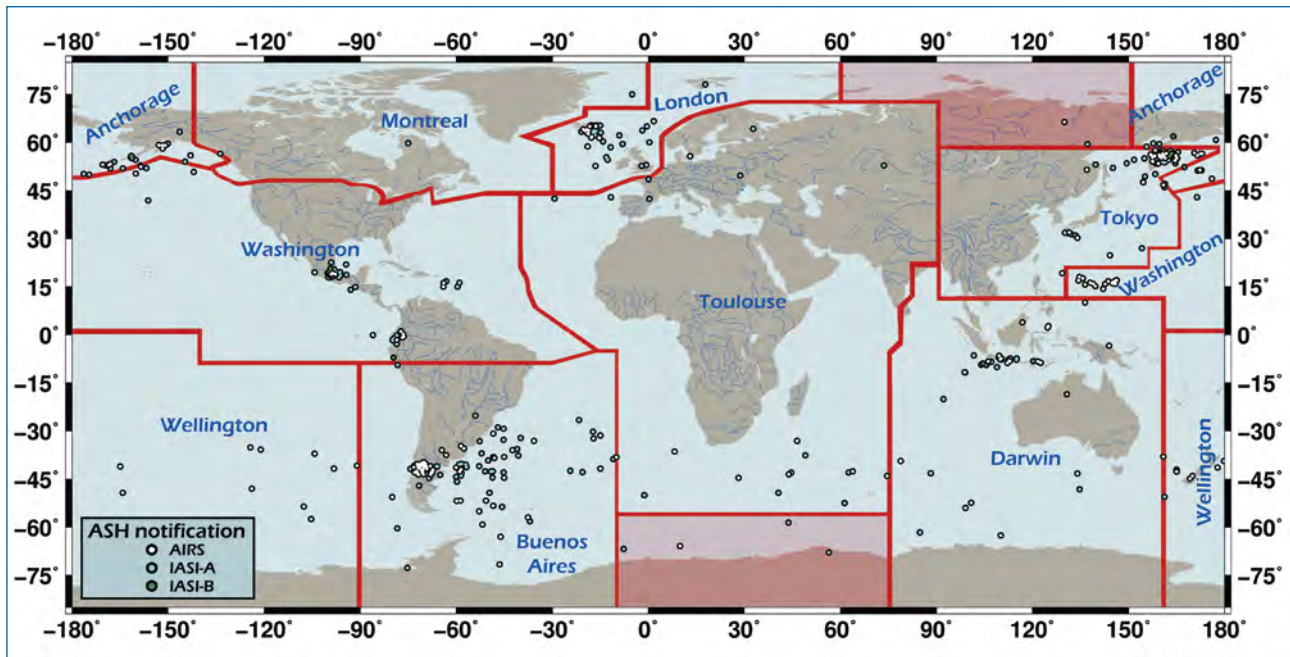 −180° −150° −120° −90° −60° −30° 0° 30° 60° 90° 120° 150° 180°
75° 75°
Anchorage Montreal London Anchorage
60° 60°
45° 45°
Tokyo
30° 30°
Washington Washington
15° 15°
Toulouse
0° 0°
−15° −15°
Wellington
−30° −30°
Darwin Wellington
−45° −45°
−60° −60°
Buenos
Aires
−75° −75°
ASH notification
AIRS
IASI-A
IASI-B
−180° −150° −120° −90° −60° −30° 0° 30° 60° 90° 120° 150° 180°